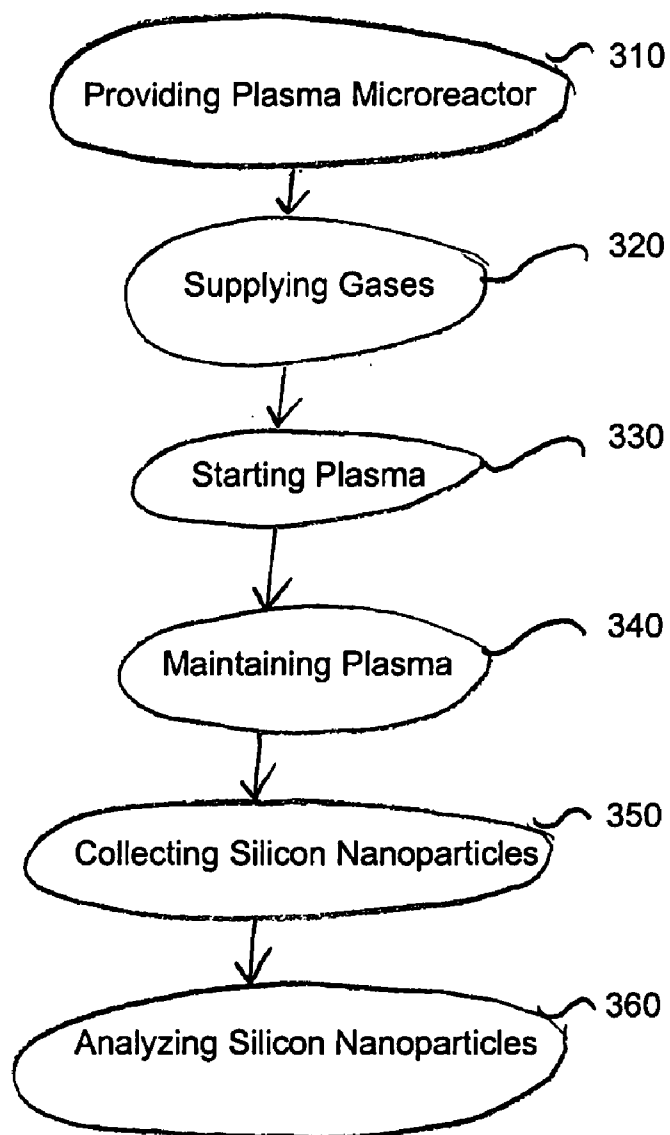 310
Providing Plasma Microreactor
320
Supplying Gases
330
Starting Plasma
340
Maintaining Plasma
350
Collecting Silicon Nanoparticles
360
Analyzing Silicon Nanoparticles